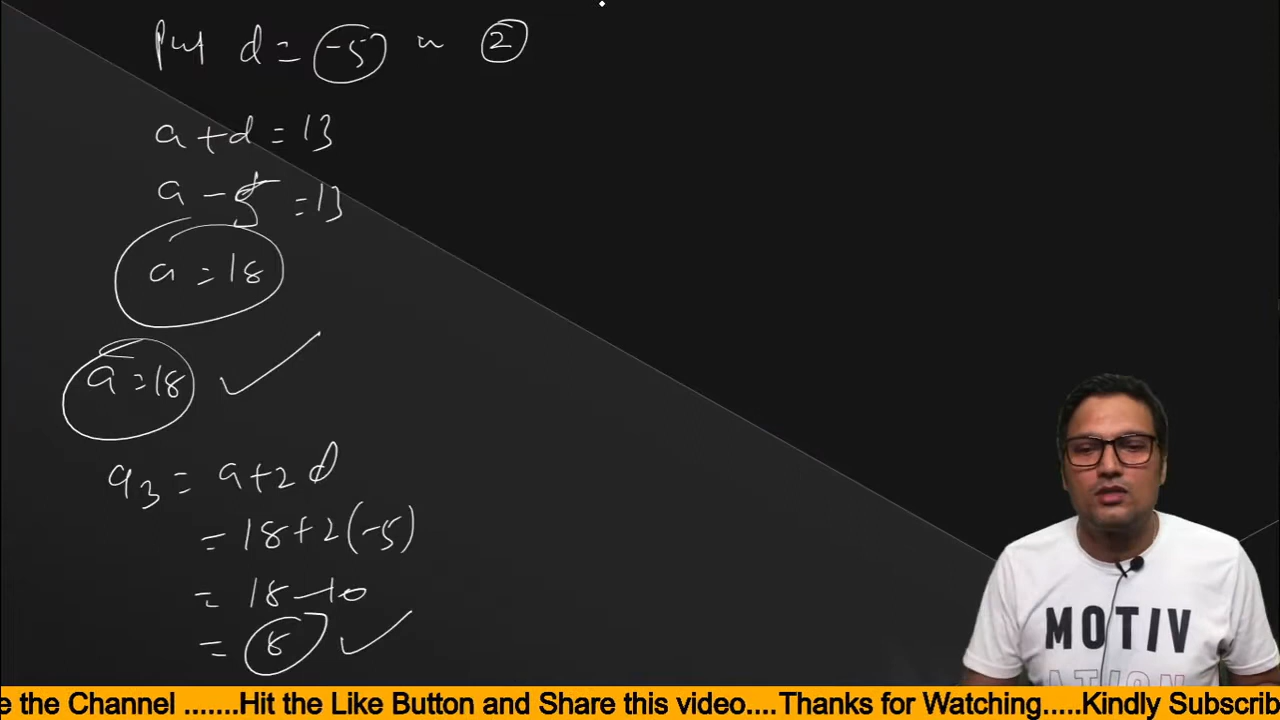 Put d = -5 in 2
a + d = 13
a - 5 = 13
a = 18
a = 18
a3 = a + 2d
= 18 + 2(-5)
= 18 - 10
= 8
MOTIV
ATION
e the Channel .......Hit the Like Button and Share this video....Thanks for Watching.....Kindly Subscrib